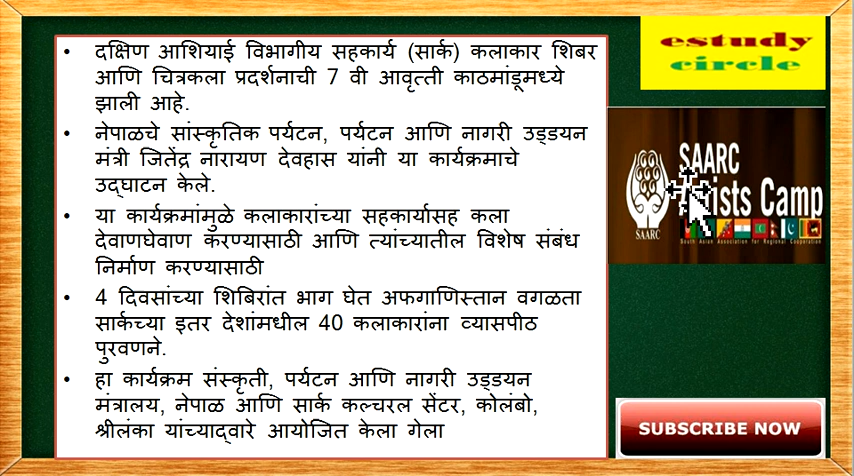 • दक्षिण आशियाई विभागीय सहकार्य (सार्क) कलाकार शिबर
आणि चित्रकला प्रदर्शनाची 7 वी आवृत्ती काठमांडूमध्ये
झाली आहे.
• नेपाळचे सांस्कृतिक पर्यटन, पर्यटन आणि नागरी उड्डयन
मंत्री जितेंद्र नारायण देवहास यांनी या कार्यक्रमाचे
उद्घाटन केले.
• या कार्यक्रमांमुळे कलाकारांच्या सहकार्यासह कला
देवाणघेवाण करण्यासाठी आणि त्यांच्यातील विशेष संबंध
निर्माण करण्यासाठी
• 4 दिवसांच्या शिबिरांत भाग घेत अफगाणिस्तान वगळता
सार्कच्या इतर देशांमधील 40 कलाकारांना व्यासपीठ
पुरवणने.
• हा कार्यक्रम संस्कृती, पर्यटन आणि नागरी उड्डयन
मंत्रालय, नेपाळ आणि सार्क कल्चरल सेंटर, कोलंबो,
श्रीलंका यांच्याद्वारे आयोजित केला गेला
estudy
circle
SAARC
Camp
SAARC
South Asian Association for Regional Cooperation
SUBSCRIBE NOW